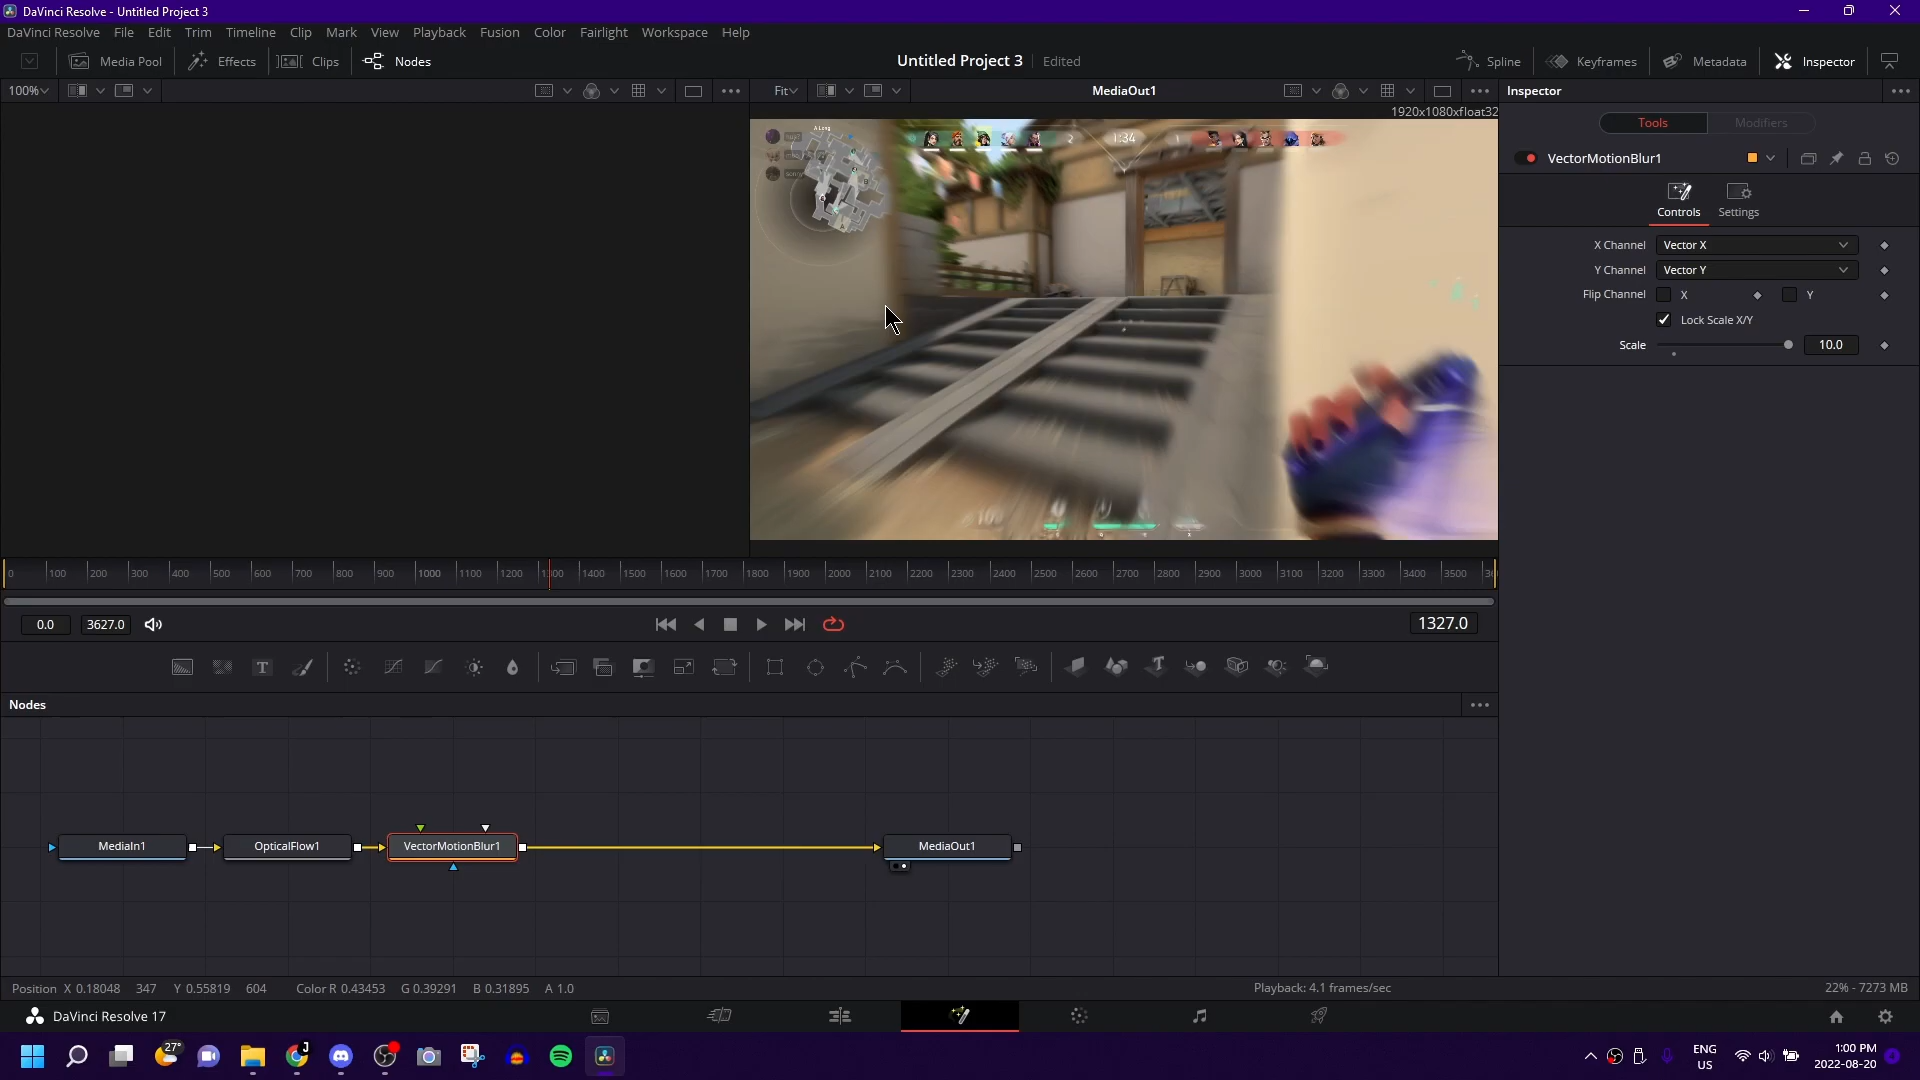 DaVinci Resolve - Untitled Project 3
DaVinci Resolve File Edit Trim Timeline Clip Mark View Playback Fusion Color Fairlight Workspace Help
Media Pool Effects Clips Nodes Untitled Project 3 Edited Spline Keyframes Metadata Inspector
100% Fit MediaOut1 Inspector
1920x1080xfloat32
Tools Modifiers
A Long
2 1:34 1
VectorMotionBlur1
Controls Settings
X Channel Vector X
Y Channel Vector Y
Flip Channel X Y
Lock Scale X/Y
Scale 10.0
0 100 200 300 400 500 600 700 800 900 1000 1100 1200 1300 1400 1500 1600 1700 1800 1900 2000 2100 2200 2300 2400 2500 2600 2700 2800 2900 3000 3100 3200 3300 3400 3500
0.0 3627.0 1327.0
T
Nodes
MediaIn1 OpticalFlow1 VectorMotionBlur1 MediaOut1
Position X 0.18048 347 Y 0.55819 604 Color R 0.43453 G 0.39291 B 0.31895 A 1.0 Playback: 4.1 frames/sec 22% - 7273 MB
DaVinci Resolve 17
27° J ENG
US
1:00 PM
2022-08-20
4